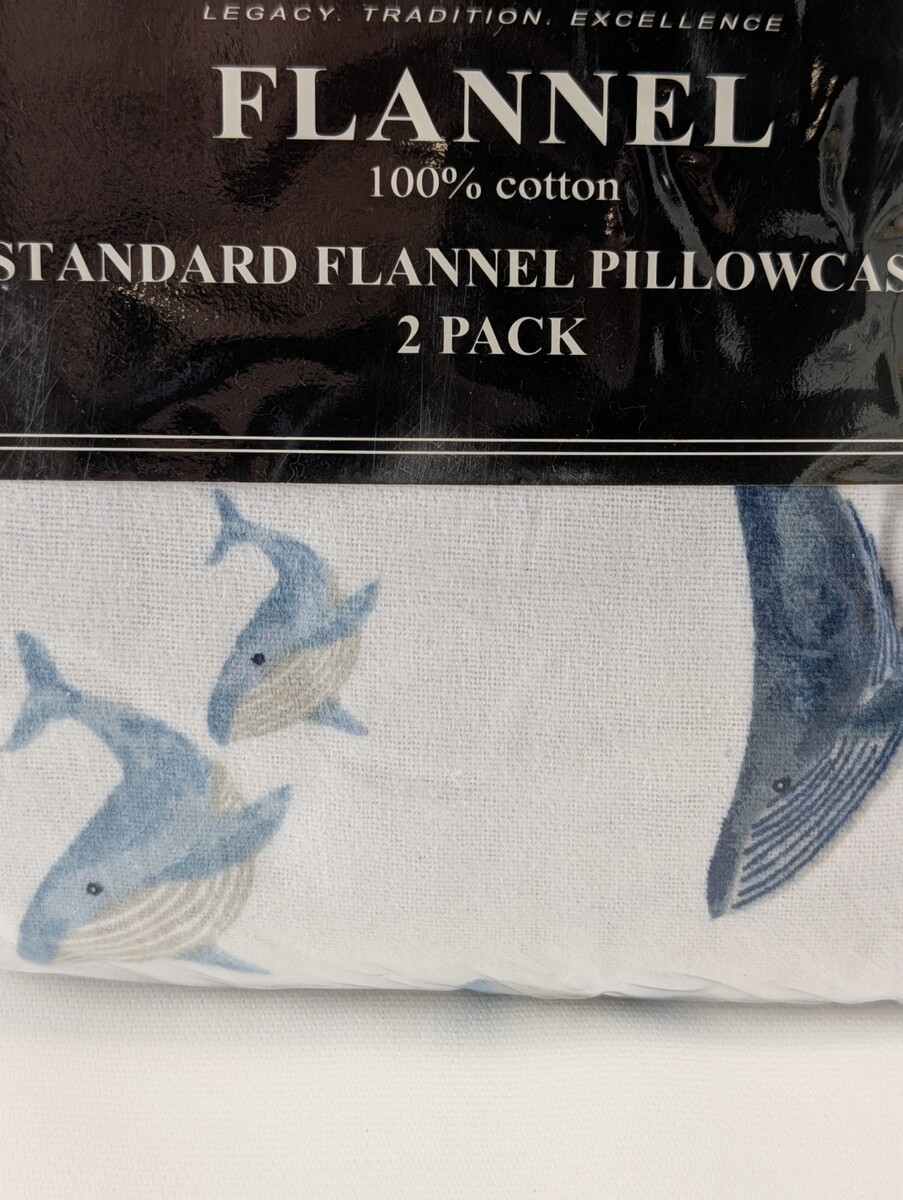 LEGACY. TRADITION. EXCELLENCE
FLANNEL
100% cotton
STANDARD FLANNEL PILLOWCAS
2 PACK